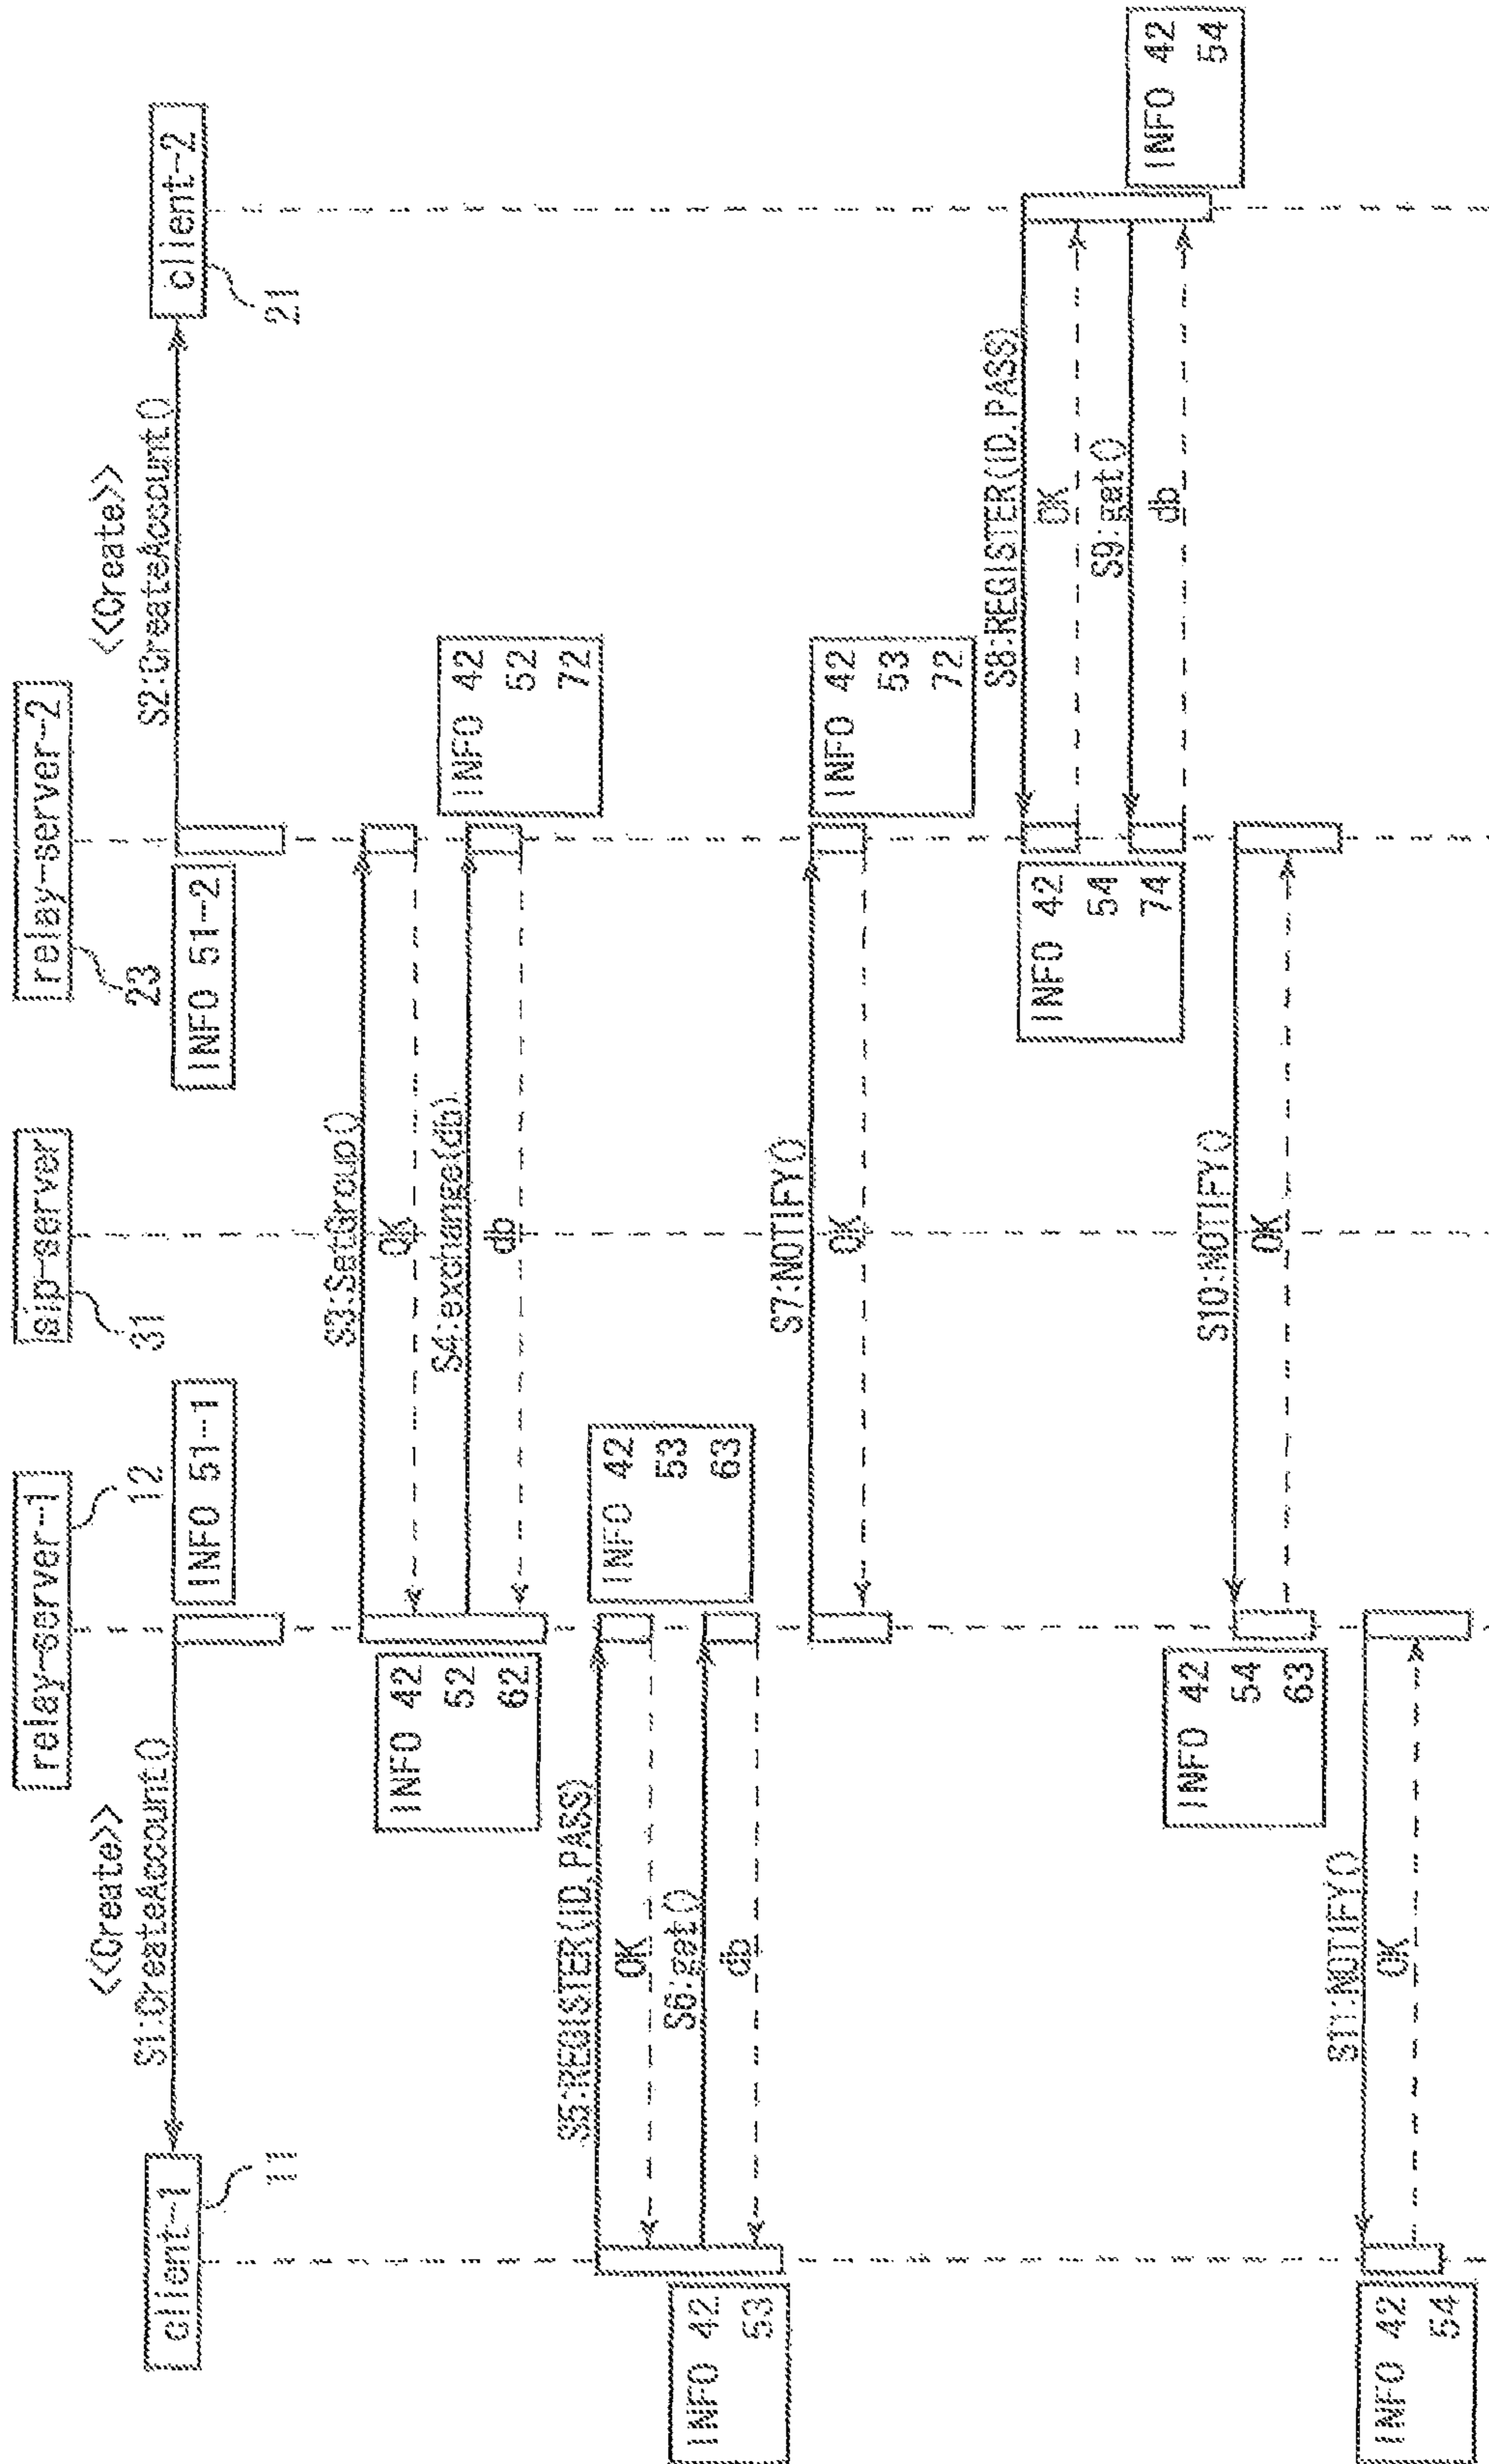 relay-server-1
sip-server
relay-server-2
12
31
23
<<Create>>
<<Create>>
S1:CreateAccount()
S2:CreateAccount()
client-1
INFO 51-1
INFO 51-2
client-2
11
21
S3:SetGroup()
OK
INFO 42
52
62
S4:exchange(db)
db
INFO 42
52
72
S5:REGISTER(ID,PASS)
OK
INFO 42
53
63
S6:get()
db
INFO 42
53
S7:NOTIFY()
OK
INFO 42
53
72
S8:REGISTER(ID,PASS)
OK
INFO 42
54
74
S9:get()
db
INFO 42
54
S10:NOTIFY()
OK
INFO 42
54
63
S11:NOTIFY()
OK
INFO 42
54